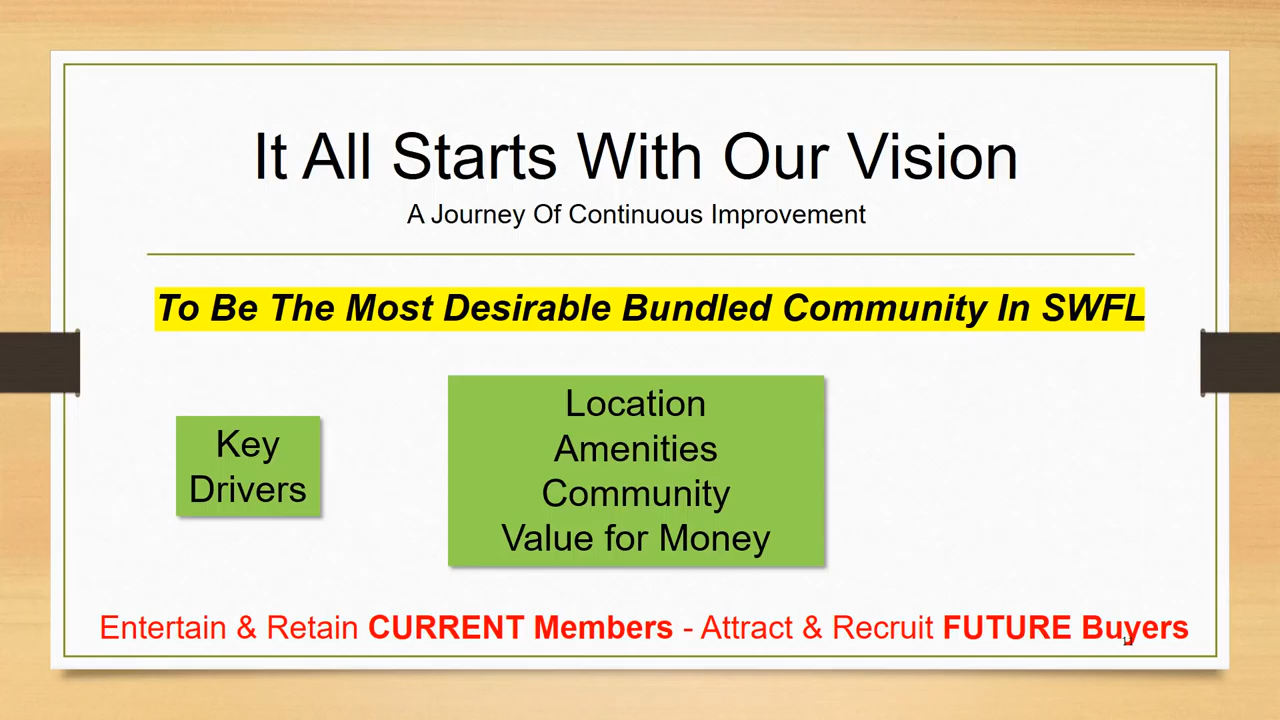 It All Starts With Our Vision
A Journey Of Continuous Improvement
To Be The Most Desirable Bundled Community In SWFL
Key
Drivers
Location
Amenities
Community
Value for Money
Entertain & Retain CURRENT Members - Attract & Recruit FUTURE Buyers